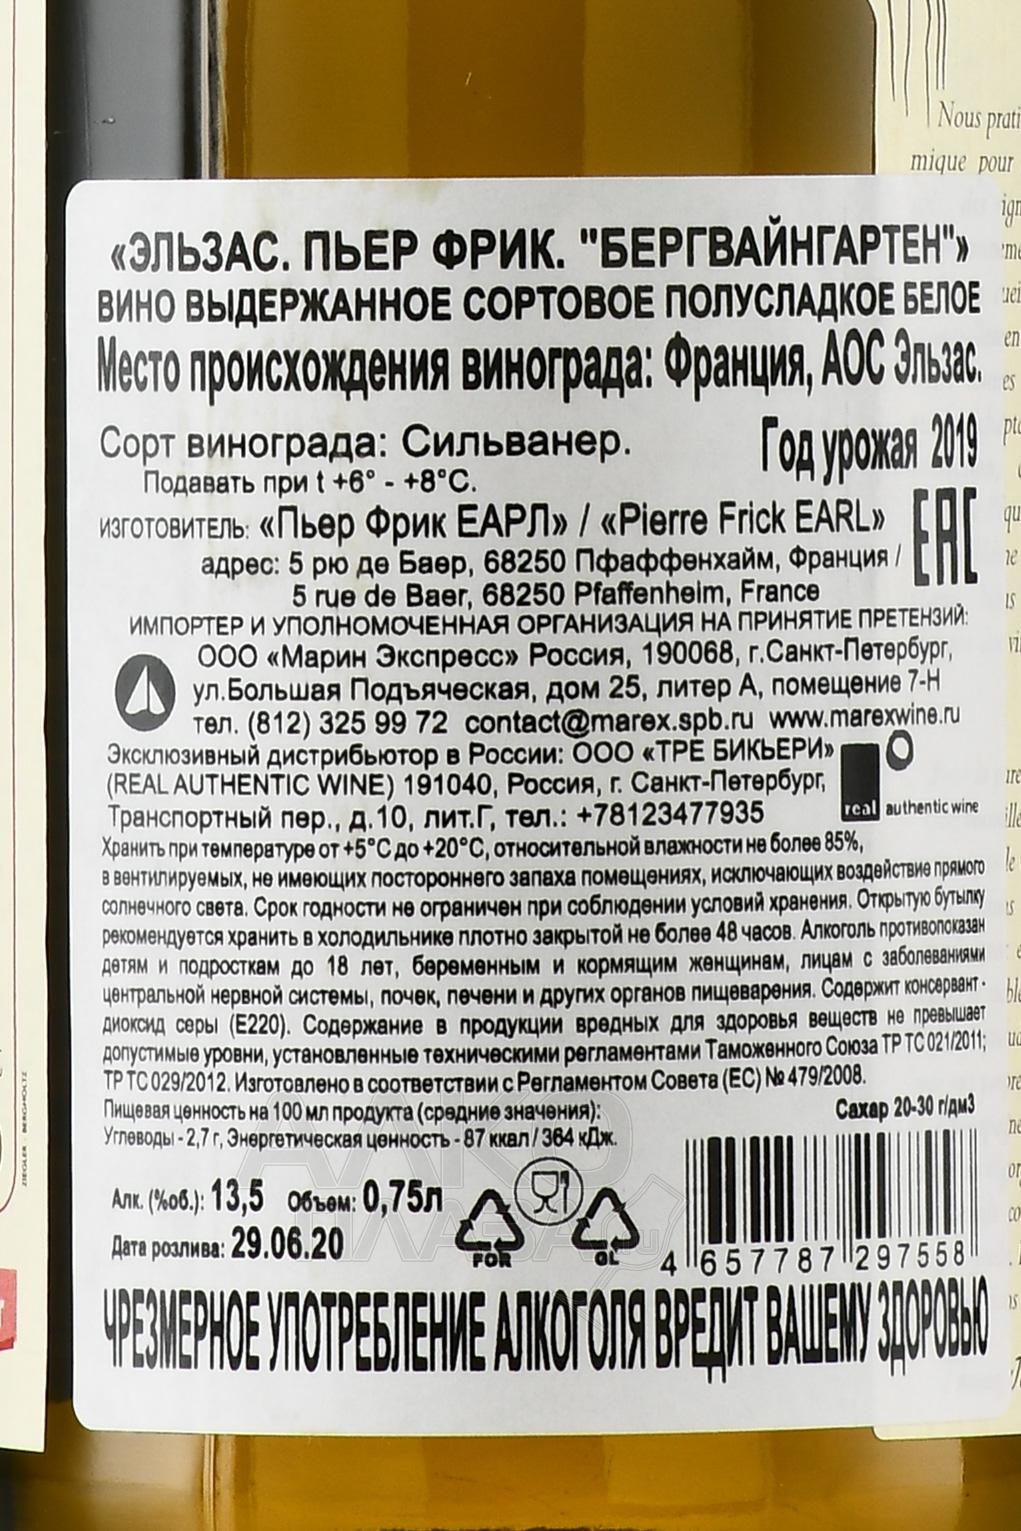 Nous prati
mique pour
«ЭЛЬЗАС. ПЬЕР ФРИК. "БЕРГВАЙНГАРТЕН"»
ВИНО ВЫДЕРЖАННОЕ СОРТОВОЕ ПОЛУСЛАДКОЕ БЕЛОЕ
Место происхождения винограда: Франция, АОС Эльзас.
Сорт винограда: Сильванер. Год урожая 2019
Подавать при t +6° - +8°C.
ИЗГОТОВИТЕЛЬ: «Пьер Фрик ЕАРЛ» / «Pierre Frick EARL» EAC
адрес: 5 рю де Баер, 68250 Пфаффенхайм, Франция /
5 rue de Baer, 68250 Pfaffenheim, France
ИМПОРТЕР И УПОЛНОМОЧЕННАЯ ОРГАНИЗАЦИЯ НА ПРИНЯТИЕ ПРЕТЕНЗИЙ:
ООО «Марин Экспресс» Россия, 190068, г.Санкт-Петербург,
ул.Большая Подъяческая, дом 25, литер А, помещение 7-Н
тел. (812) 325 99 72 contact@marex.spb.ru www.marexwine.ru
Эксклюзивный дистрибьютор в России: ООО «ТРЕ БИКЬЕРИ»
(REAL AUTHENTIC WINE) 191040, Россия, г. Санкт-Петербург,
Транспортный пер., д.10, лит.Г, тел.: +78123477935
real authentic wine
Хранить при температуре от +5°С до +20°С, относительной влажности не более 85%,
в вентилируемых, не имеющих постороннего запаха помещениях, исключающих воздействие прямого
солнечного света. Срок годности не ограничен при соблюдении условий хранения. Открытую бутылку
рекомендуется хранить в холодильнике плотно закрытой не более 48 часов. Алкоголь противопоказан
детям и подросткам до 18 лет, беременным и кормящим женщинам, лицам с заболеваниями
центральной нервной системы, почек, печени и других органов пищеварения. Содержит консервант -
диоксид серы (Е220). Содержание в продукции вредных для здоровья веществ не превышает
допустимые уровни, установленные техническими регламентами Таможенного Союза ТР ТС 021/2011;
ТР ТС 029/2012. Изготовлено в соответствии с Регламентом Совета (ЕС) № 479/2008.
Пищевая ценность на 100 мл продукта (средние значения): Сахар 20-30 г/дм3
Углеводы - 2,7 г, Энергетическая ценность - 87 ккал / 364 кДж.
Алк. (%об.): 13,5 Объем: 0,75л
Дата розлива: 29.06.20
FOR GL
4 657787 297558
ЧРЕЗМЕРНОЕ УПОТРЕБЛЕНИЕ АЛКОГОЛЯ ВРЕДИТ ВАШЕМУ ЗДОРОВЬЮ
ZIEGLER - BERGHOLTZ